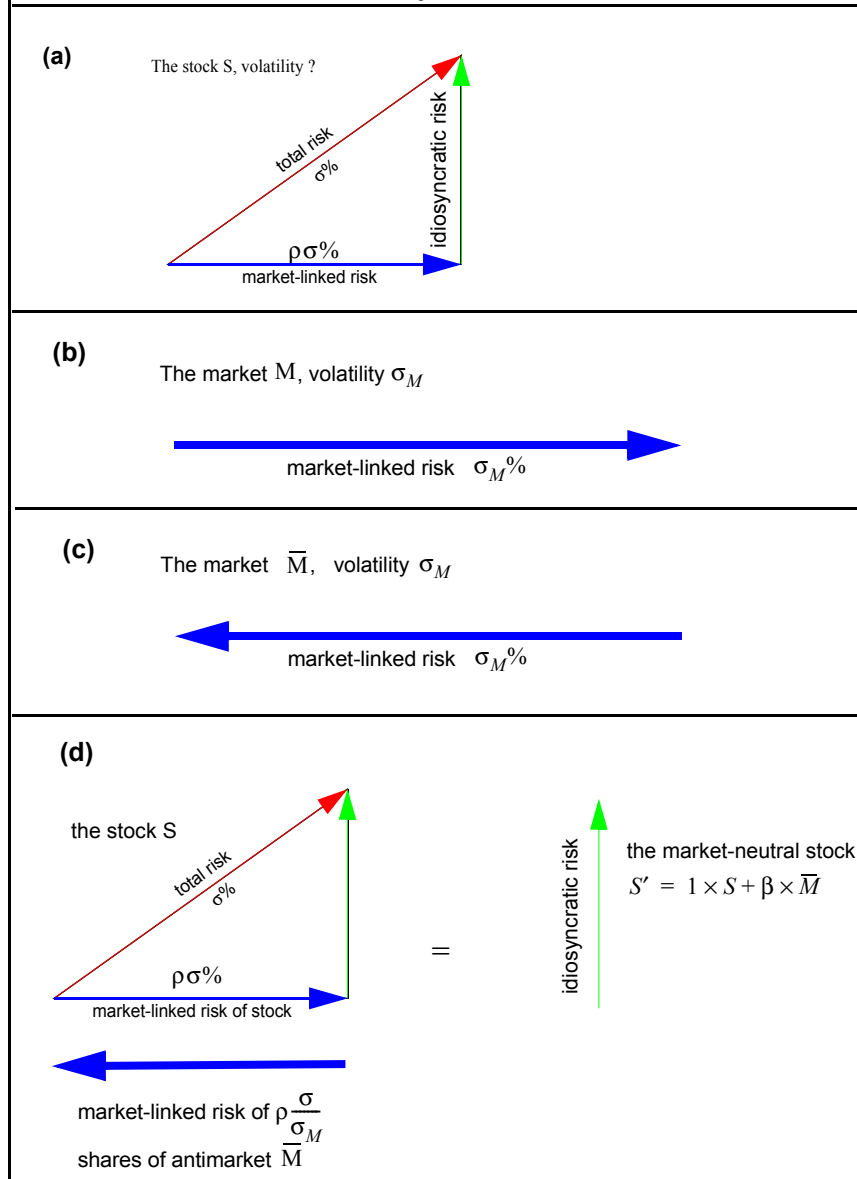 (a)
The stock S, volatility ?
total risk
σ%
idiosyncratic risk
ρσ%
market-linked risk
(b)
The market M, volatility σ_M
market-linked risk σ_M%
(c)
The market M̅, volatility σ_M
market-linked risk σ_M%
(d)
the stock S
total risk
σ%
ρσ%
market-linked risk of stock
market-linked risk of ρ σ/σ_M
shares of antimarket M̅
=
idiosyncratic risk
the market-neutral stock
S′ = 1 × S + β × M̅